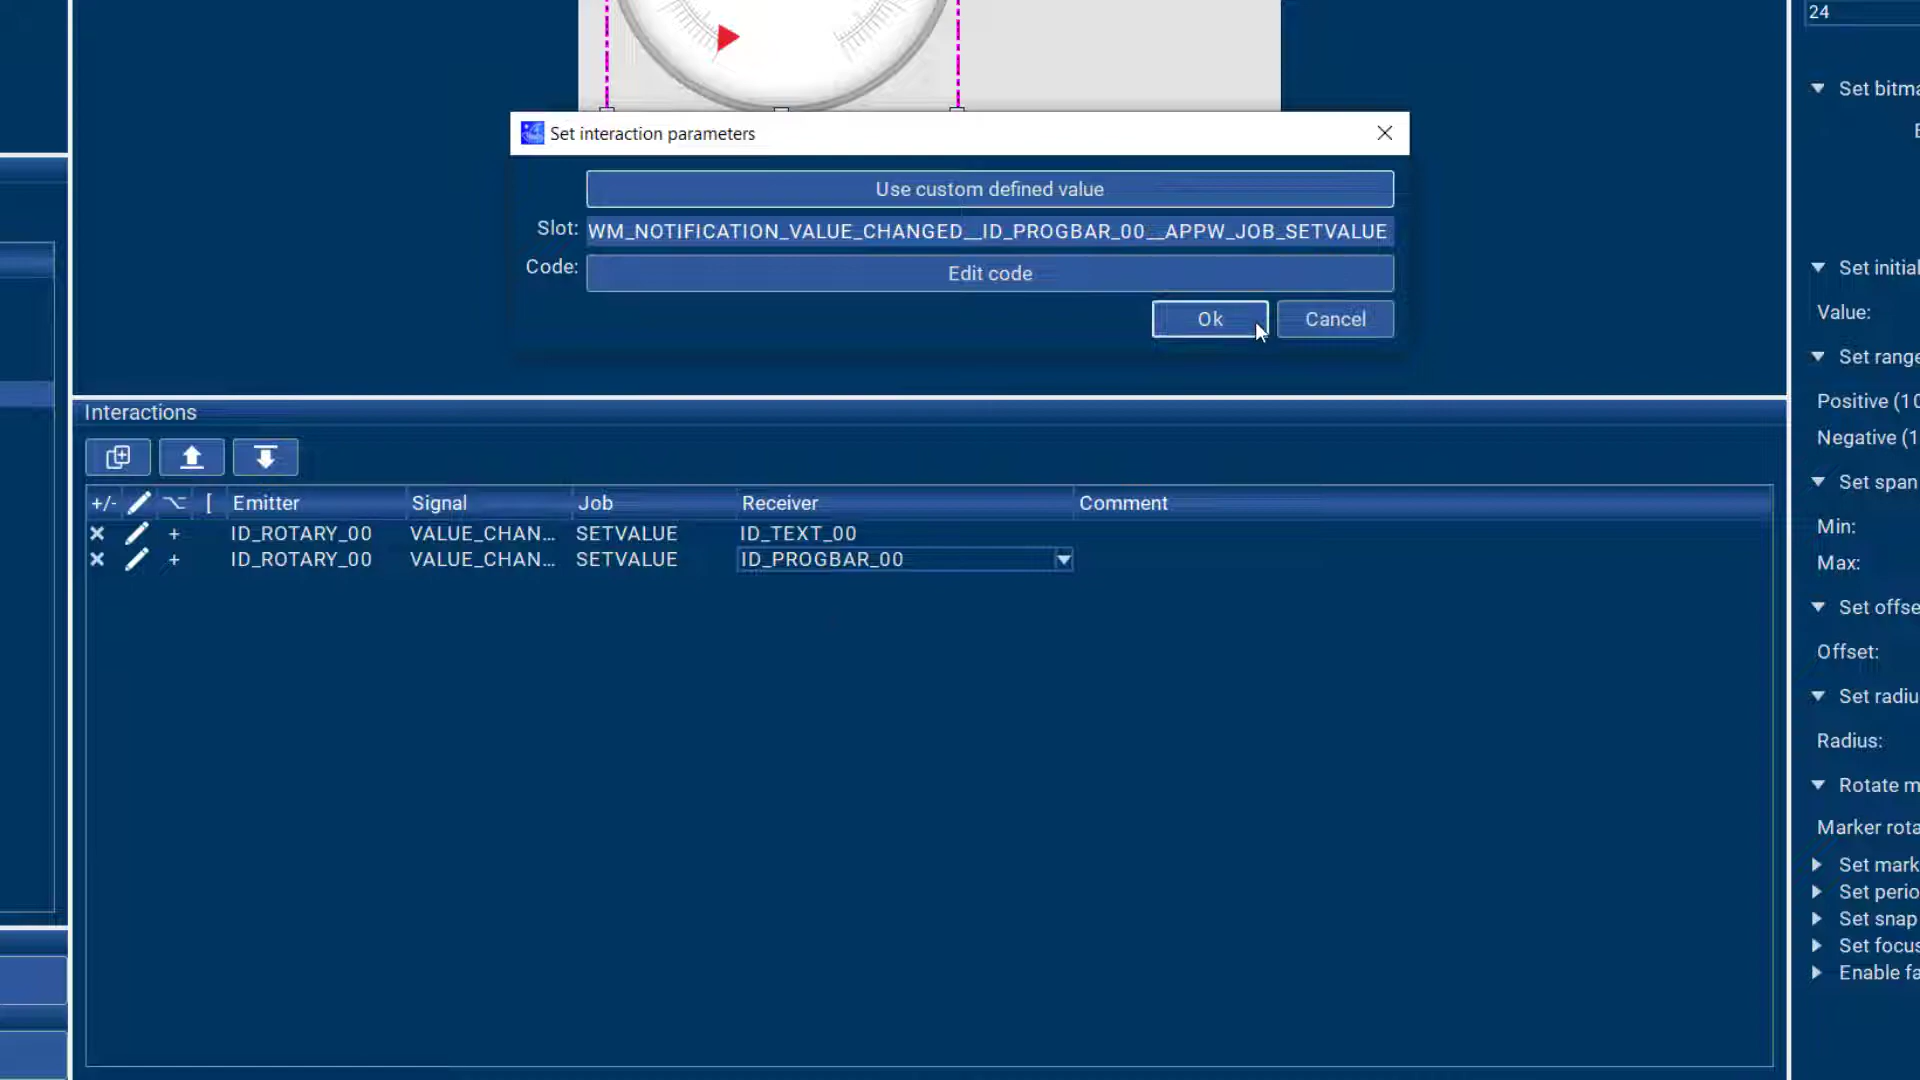 24
Set bitma
Set interaction parameters
Use custom defined value
Slot: WM_NOTIFICATION_VALUE_CHANGED__ID_PROGBAR_00__APPW_JOB_SETVALUE
Code: Edit code
Ok Cancel
Set initial
Value:
Set range
Positive (10
Negative (1
Set span
Min:
Max:
Set offse
Offset:
Set radiu
Radius:
Rotate m
Marker rota
Set mark
Set perio
Set snap
Set focus
Enable fa
Interactions
+/- [ Emitter Signal Job Receiver Comment
+ ID_ROTARY_00 VALUE_CHAN... SETVALUE ID_TEXT_00
+ ID_ROTARY_00 VALUE_CHAN... SETVALUE ID_PROGBAR_00